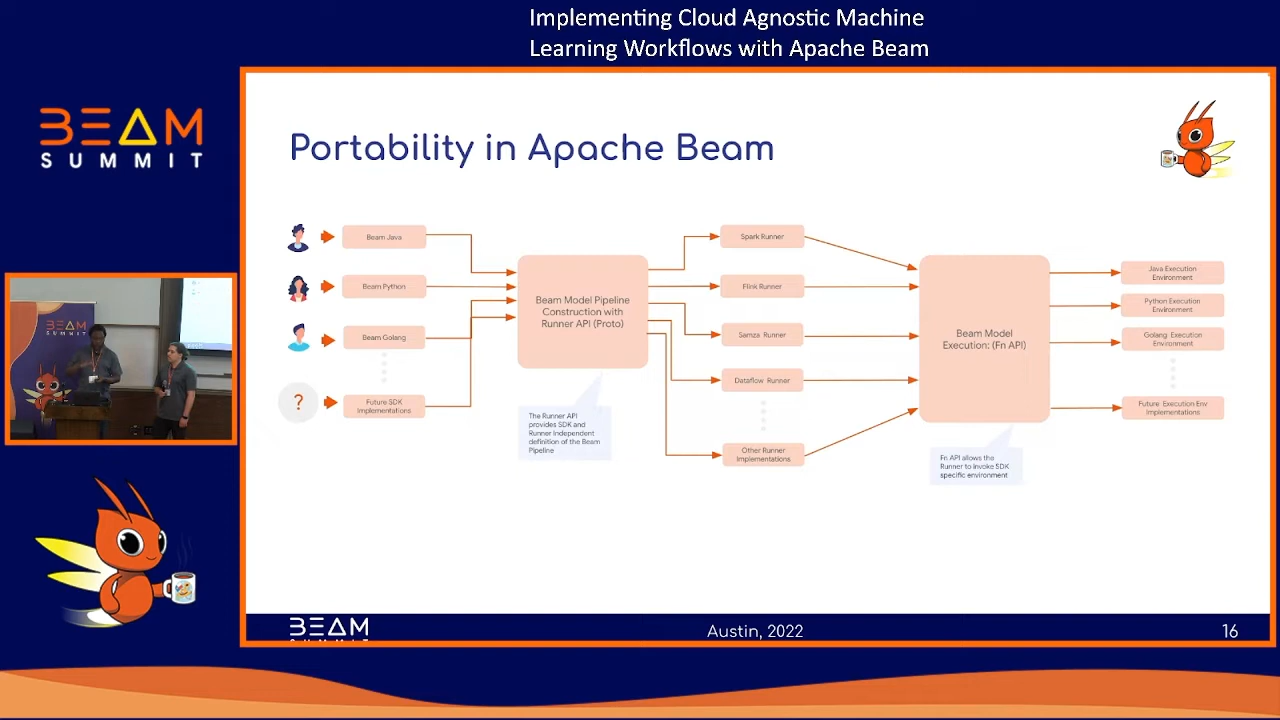 Implementing Cloud Agnostic Machine
Learning Workflows with Apache Beam
BEAM
SUMMIT
Portability in Apache Beam
Beam Java
Beam Python
Beam Golang
?
Future SDK
Implementations
Beam Model Pipeline
Construction with
Runner API (Proto)
The Runner API
provides SDK and
Runner Independent
definition of the Beam
Pipeline
Spark Runner
Flink Runner
Samza Runner
Dataflow Runner
Other Runner
Implementations
Beam Model
Execution: (Fn API)
Fn API allows the
Runner to invoke SDK
specific environment
Java Execution
Environment
Python Execution
Environment
Golang Execution
Environment
Future Execution Env
Implementations
BEAM
SUMMIT
BEAM
Austin, 2022
16